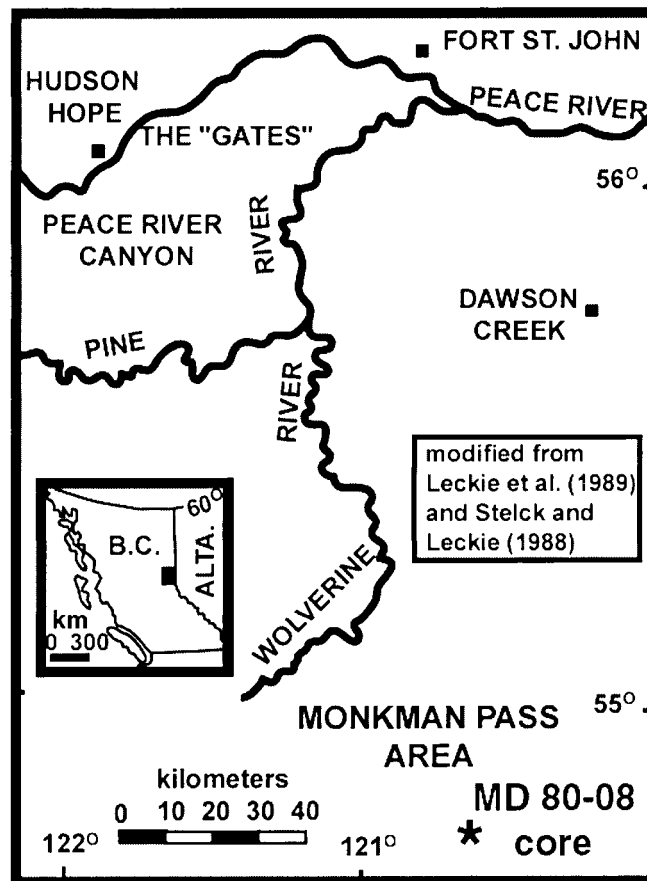 FORT ST. JOHN
HUDSON
HOPE
PEACE RIVER
THE "GATES"
56°
PEACE RIVER
CANYON
RIVER
DAWSON
CREEK
PINE
RIVER
modified from
Leckie et al. (1989)
and Stelck and
Leckie (1988)
60°
B.C.
ALTA.
km
0 300
WOLVERINE
55°
MONKMAN PASS
AREA
kilometers
0 10 20 30 40
MD 80-08
* core
122° 121°